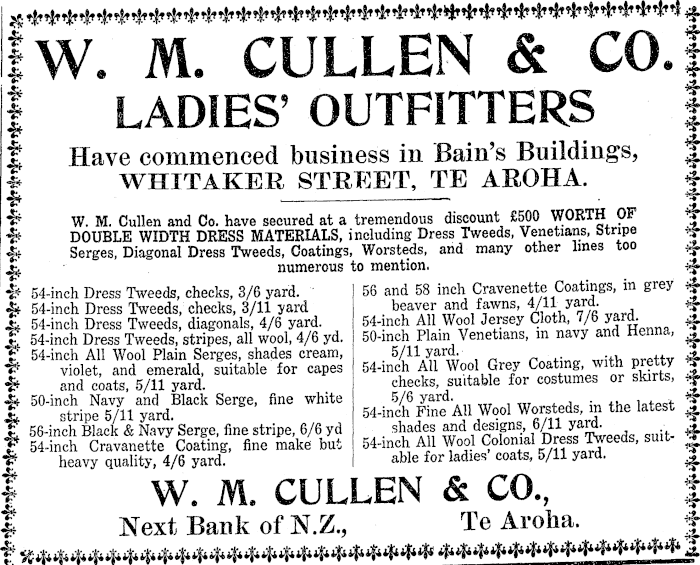 W. M. CULLEN & CO.
LADIES' OUTFITTERS
Have commenced business in Bain's Buildings,
WHITAKER STREET, TE AROHA.
W. M. Cullen and Co. have secured at a tremendous discount £500 WORTH OF
DOUBLE WIDTH DRESS MATERIALS, including Dress Tweeds, Venetians, Stripe
Serges, Diagonal Dress Tweeds, Coatings, Worsteds, and many other lines too
numerous to mention.
54-inch Dress Tweeds, checks, 3/6 yard.
54-inch Dress Tweeds, checks, 3/11 yard
54-inch Dress Tweeds, diagonals, 4/6 yard.
54-inch Dress Tweeds, stripes, all wool, 4/6 yd.
54-inch All Wool Plain Serges, shades cream,
violet, and emerald, suitable for capes
and coats, 5/11 yard.
50-inch Navy and Black Serge, fine white
stripe 5/11 yard.
56-inch Black & Navy Serge, fine stripe, 6/6 yd
54-inch Cravanette Coating, fine make but
heavy quality, 4/6 yard.
56 and 58 inch Cravenette Coatings, in grey
beaver and fawns, 4/11 yard.
54-inch All Wool Jersey Cloth, 7/6 yard.
50-inch Plain Venetians, in navy and Henna,
5/11 yard.
54-inch All Wool Grey Coating, with pretty
checks, suitable for costumes or skirts,
5/6 yard.
54-inch Fine All Wool Worsteds, in the latest
shades and designs, 6/11 yard.
54-inch All Wool Colonial Dress Tweeds, suit-
able for ladies' coats, 5/11 yard.
W. M. CULLEN & CO.,
Next Bank of N.Z., Te Aroha.